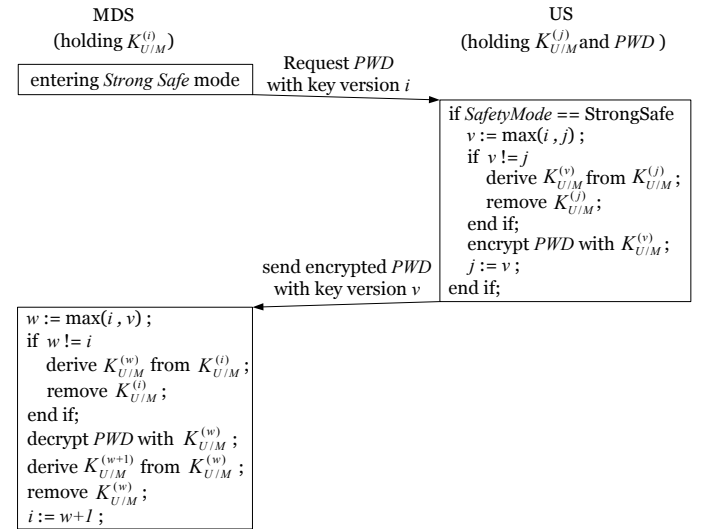 MDS
(holding K_{U/M}^{(i)})
US
(holding K_{U/M}^{(j)} and PWD )
entering Strong Safe mode
Request PWD
with key version i
if SafetyMode == StrongSafe
v := max(i , j) ;
if v != j
derive K_{U/M}^{(v)} from K_{U/M}^{(j)} ;
remove K_{U/M}^{(j)} ;
end if;
encrypt PWD with K_{U/M}^{(v)} ;
j := v ;
end if;
send encrypted PWD
with key version v
w := max(i , v) ;
if w != i
derive K_{U/M}^{(w)} from K_{U/M}^{(i)} ;
remove K_{U/M}^{(i)} ;
end if;
decrypt PWD with K_{U/M}^{(w)} ;
derive K_{U/M}^{(w+1)} from K_{U/M}^{(w)} ;
remove K_{U/M}^{(w)} ;
i := w+1 ;